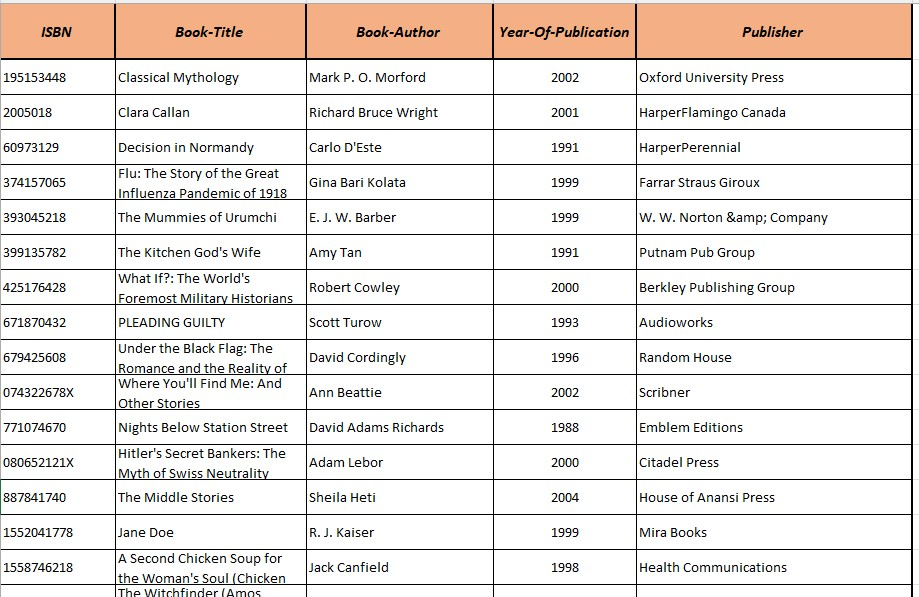 ISBN Book-Title Book-Author Year-Of-Publication Publisher
195153448 Classical Mythology Mark P. O. Morford 2002 Oxford University Press
2005018 Clara Callan Richard Bruce Wright 2001 HarperFlamingo Canada
60973129 Decision in Normandy Carlo D'Este 1991 HarperPerennial
374157065 Flu: The Story of the Great
Influenza Pandemic of 1918 Gina Bari Kolata 1999 Farrar Straus Giroux
393045218 The Mummies of Urumchi E. J. W. Barber 1999 W. W. Norton &amp; Company
399135782 The Kitchen God's Wife Amy Tan 1991 Putnam Pub Group
425176428 What If?: The World's
Foremost Military Historians Robert Cowley 2000 Berkley Publishing Group
671870432 PLEADING GUILTY Scott Turow 1993 Audioworks
679425608 Under the Black Flag: The
Romance and the Reality of David Cordingly 1996 Random House
074322678X Where You'll Find Me: And
Other Stories Ann Beattie 2002 Scribner
771074670 Nights Below Station Street David Adams Richards 1988 Emblem Editions
080652121X Hitler's Secret Bankers: The
Myth of Swiss Neutrality Adam Lebor 2000 Citadel Press
887841740 The Middle Stories Sheila Heti 2004 House of Anansi Press
1552041778 Jane Doe R. J. Kaiser 1999 Mira Books
1558746218 A Second Chicken Soup for
the Woman's Soul (Chicken Jack Canfield 1998 Health Communications
The Witchfinder (Amos